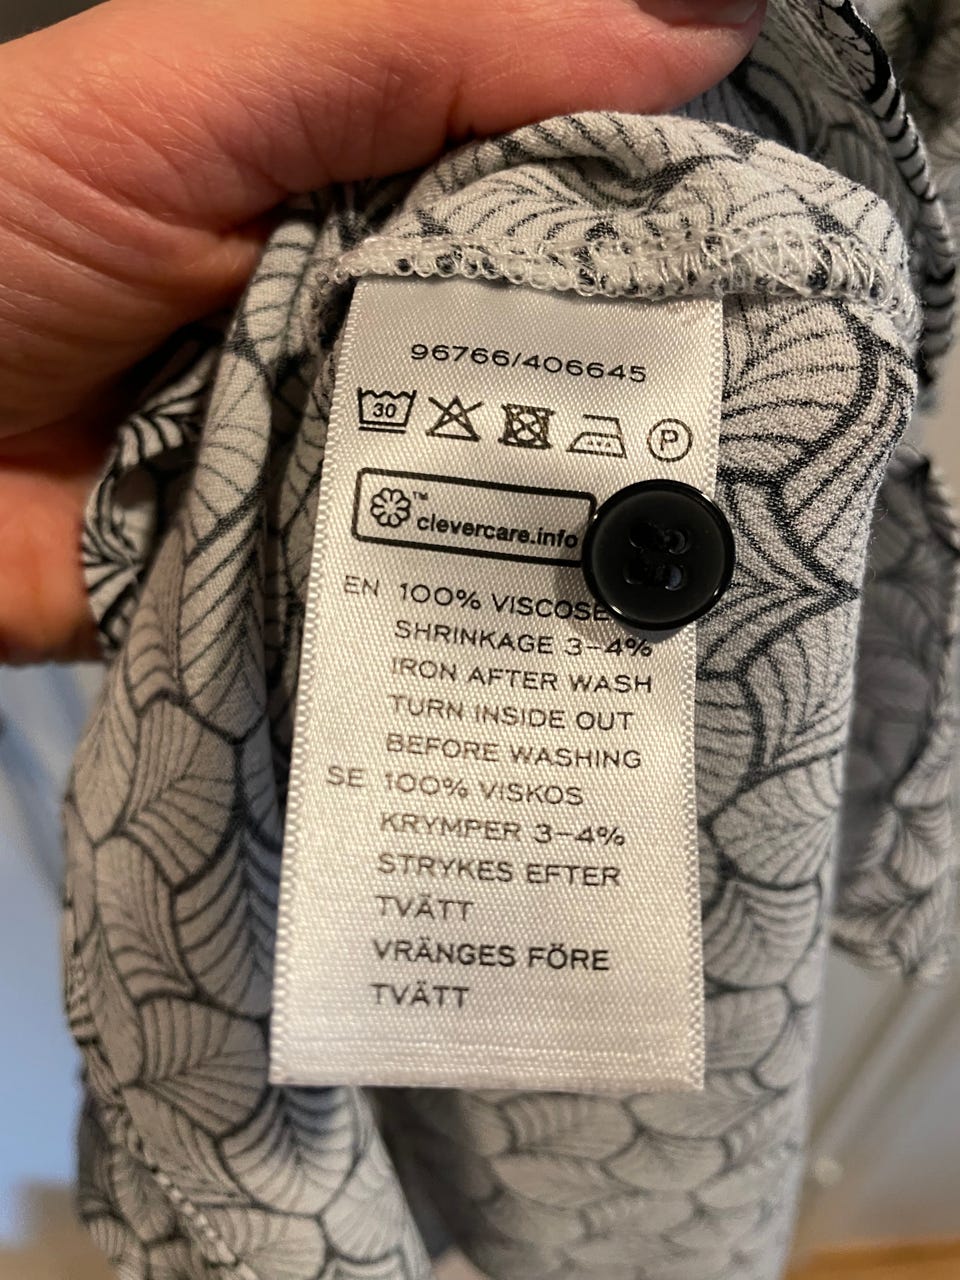 96766/406645
30 P
™
clevercare.info
EN 100% VISCOSE
SHRINKAGE 3-4%
IRON AFTER WASH
TURN INSIDE OUT
BEFORE WASHING
SE 100% VISKOS
KRYMPER 3-4%
STRYKES EFTER
TVÄTT
VRÄNGES FÖRE
TVÄTT